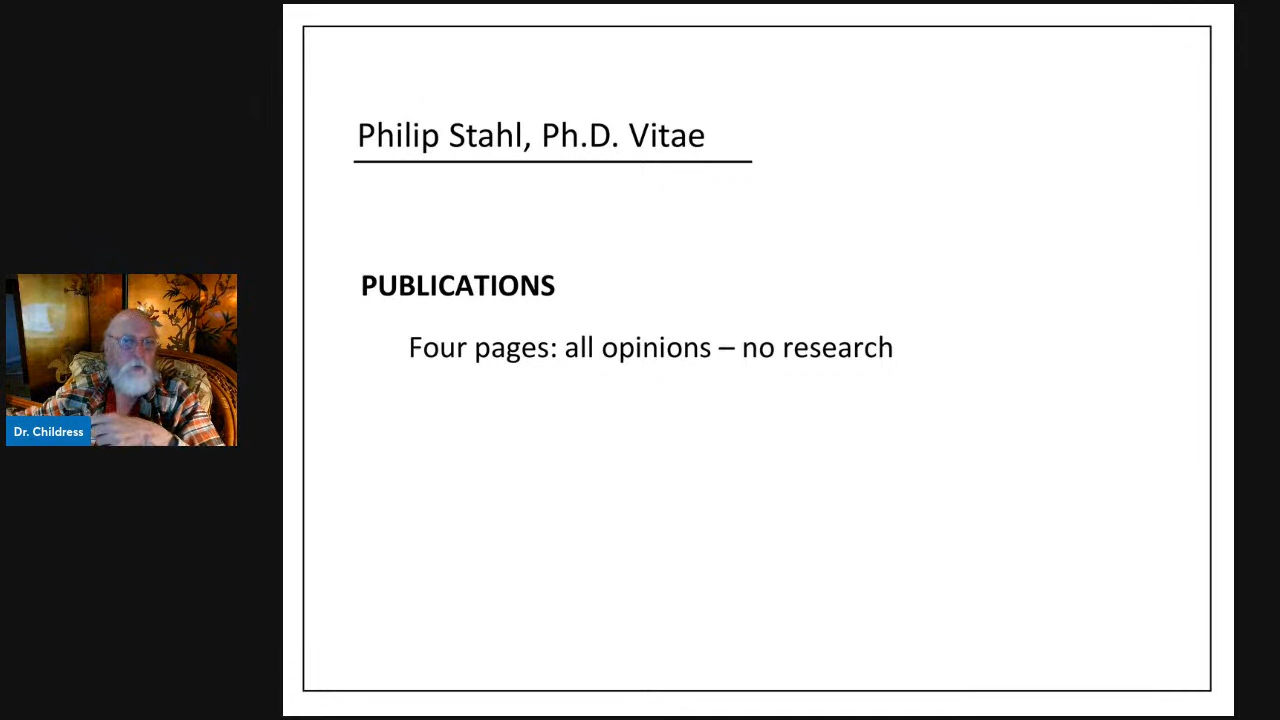 Philip Stahl, Ph.D. Vitae
PUBLICATIONS
Four pages: all opinions – no research
Dr. Childress